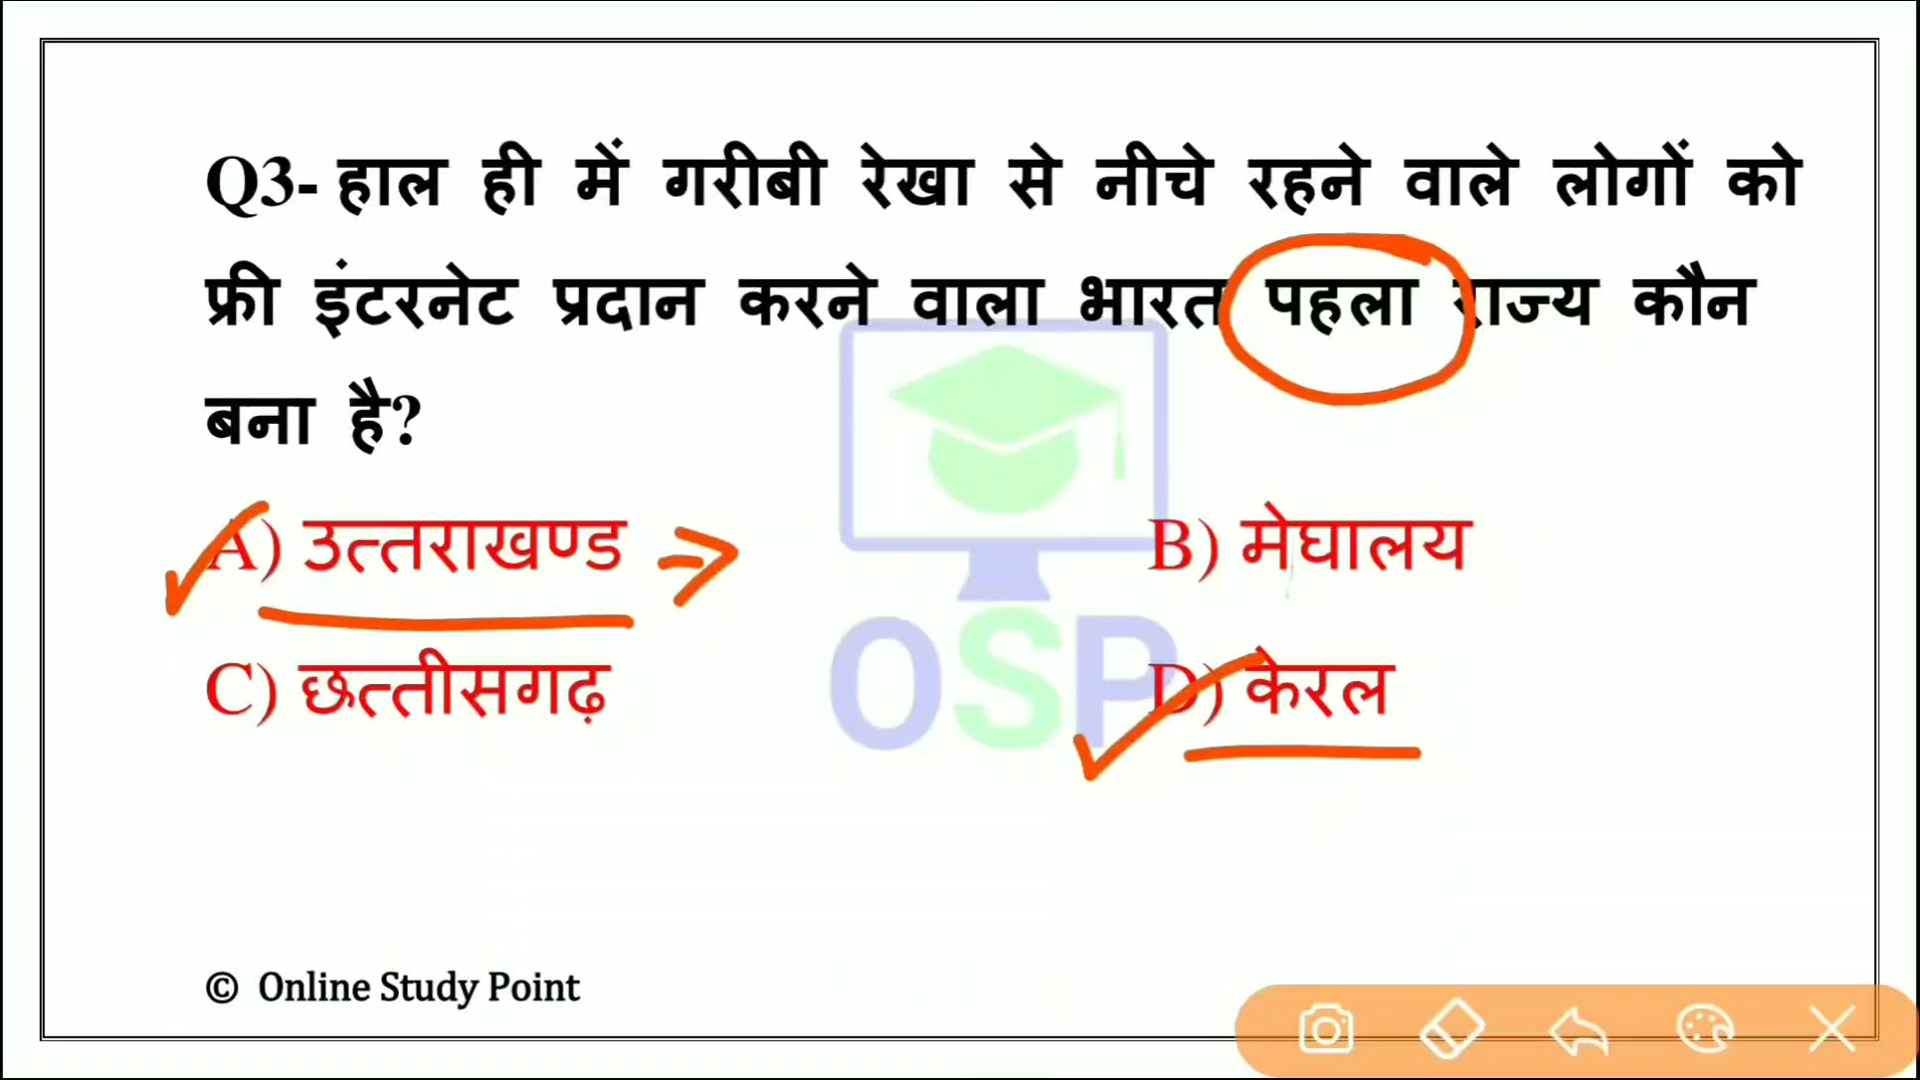 Q3- हाल ही में गरीबी रेखा से नीचे रहने वाले लोगों को
फ्री इंटरनेट प्रदान करने वाला भारत पहला राज्य कौन
बना है?
A) उत्तराखण्ड B) मेघालय
C) छत्तीसगढ़ D) केरल
OSP
© Online Study Point